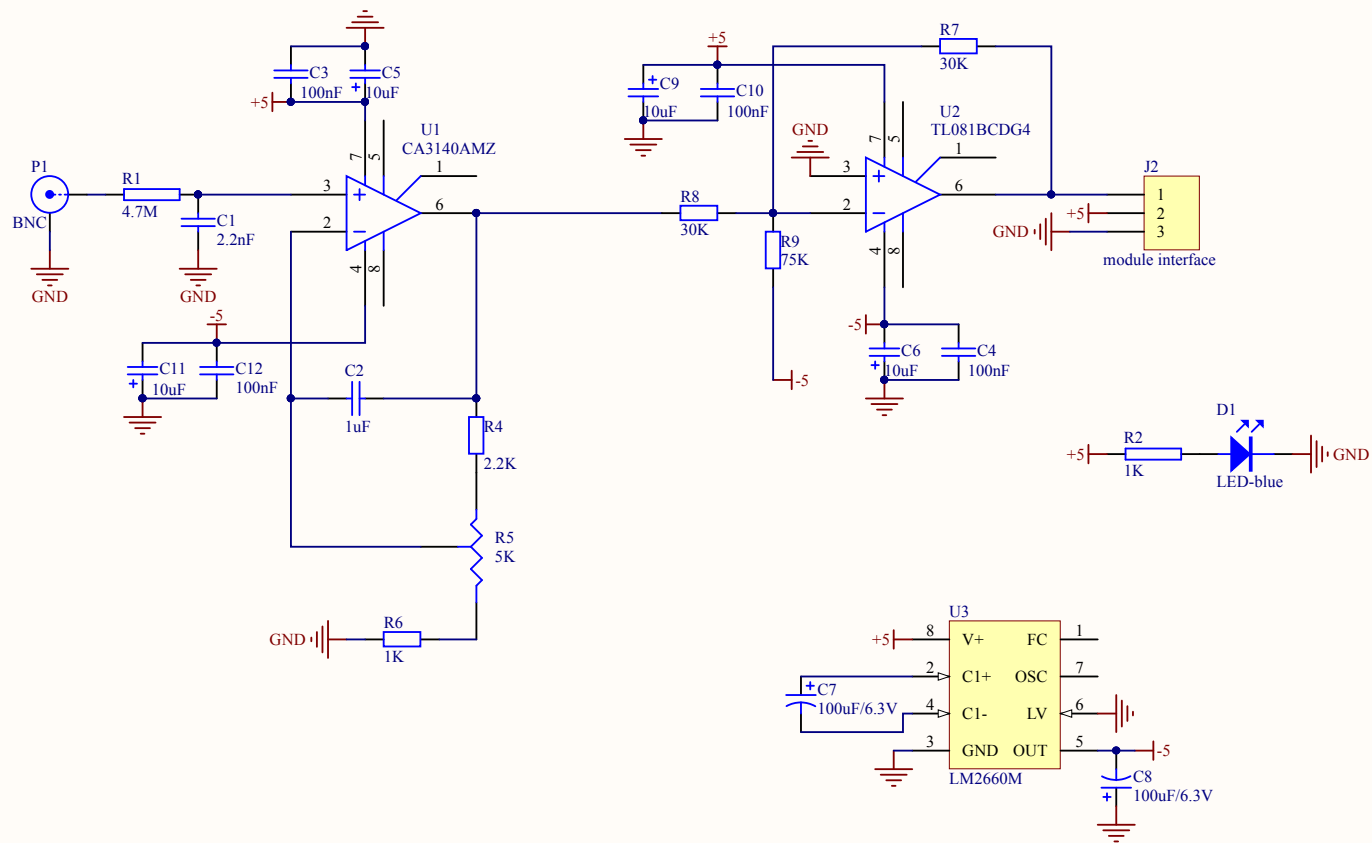 C3
100nF
C5
10uF
+5
U1
CA3140AMZ
7
5
1
3
2
6
4
8
P1
BNC
GND
R1
4.7M
C1
2.2nF
GND
-5
C11
10uF
C12
100nF
C2
1uF
R4
2.2K
R5
5K
R6
1K
GND
+5
C9
10uF
C10
100nF
R7
30K
GND
U2
TL081BCDG4
7
5
1
3
2
6
4
8
R8
30K
R9
75K
-5
-5
C6
10uF
C4
100nF
J2
1
2
3
+5
GND
module interface
D1
R2
1K
+5
LED-blue
GND
U3
+5
8 V+ FC 1
2 C1+ OSC 7
4 C1- LV 6
3 GND OUT 5
LM2660M
C7
100uF/6.3V
-5
C8
100uF/6.3V